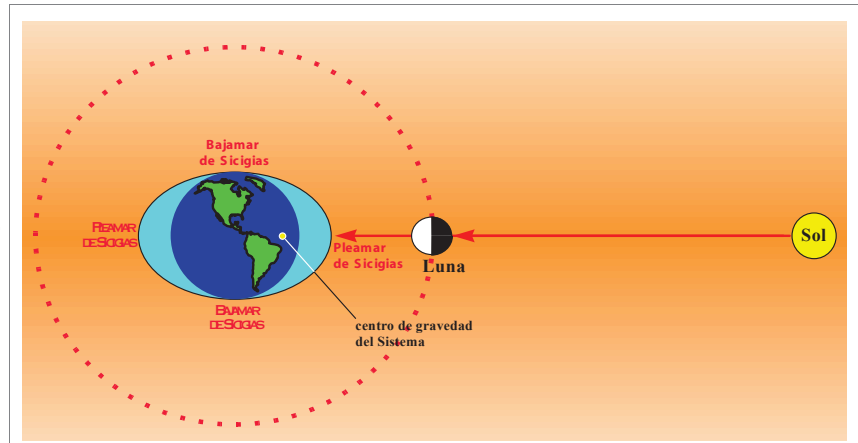 Bajamar
de Sicigias
PLEAMAR
DE SICIGIAS
Pleamar
de Sicigias
Luna
Sol
BAJAMAR
DE SICIGIAS
centro de gravedad
del Sistema